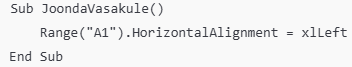 Sub JoondaVasakule()
    Range("A1").HorizontalAlignment = xlLeft
End Sub